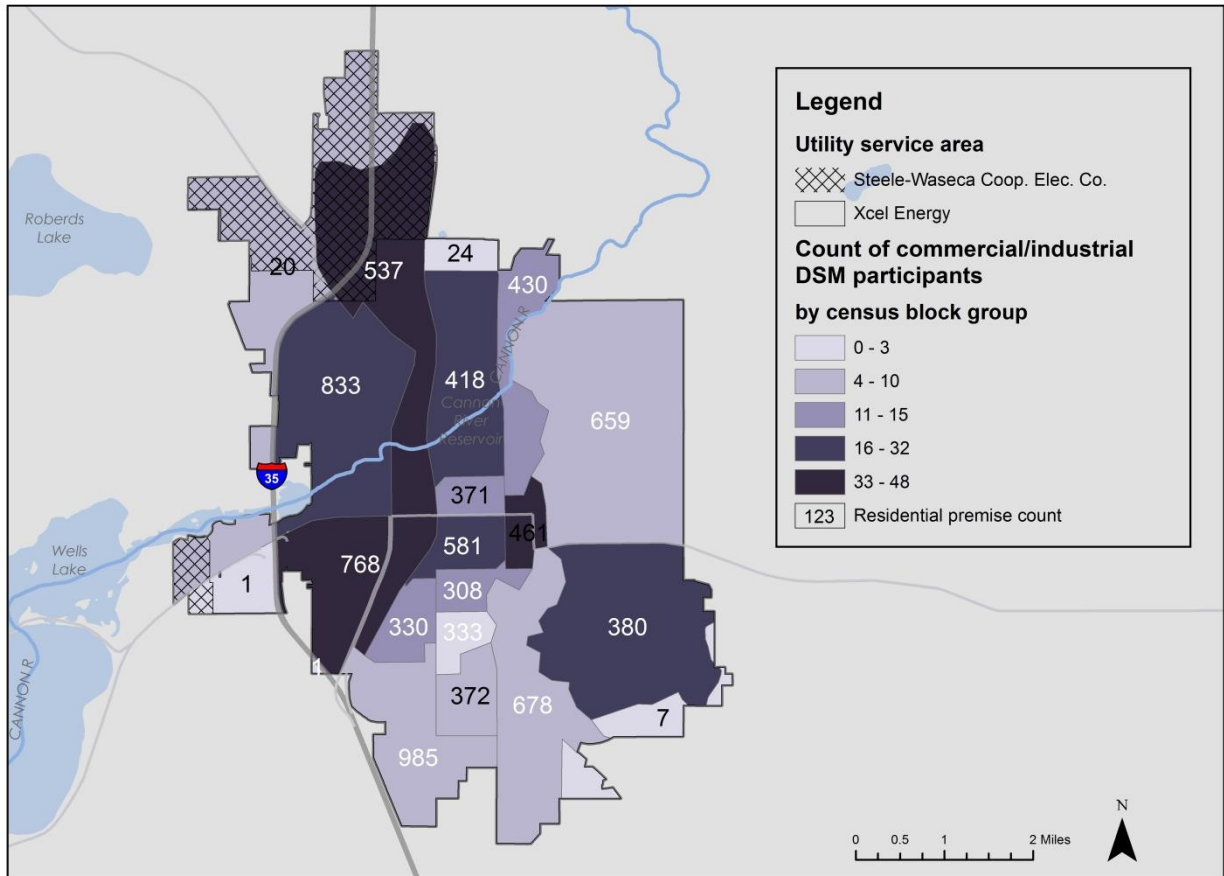 Legend
Utility service area
Steele-Waseca Coop. Elec. Co.
Xcel Energy
Count of commercial/industrial
DSM participants
by census block group
0 - 3
4 - 10
11 - 15
16 - 32
33 - 48
123 Residential premise count
Roberds
Lake
20
537
24
430
833
418
CANNON R
Cannon
River
Reservoir
659
35
371
461
581
768
Wells
Lake
1
308
330
333
380
1
372
678
7
CANNON R
985
N
0 0.5 1 2 Miles